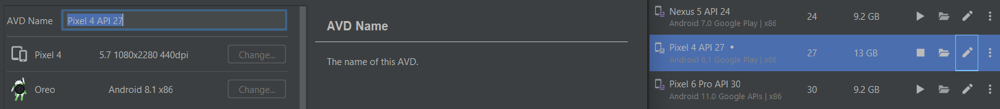 AVD Name Pixel 4 API 27
Pixel 4 5.7 1080x2280 440dpi Change...
Oreo Android 8.1 x86 Change...
AVD Name
The name of this AVD.
Nexus 5 API 24 24 9.2 GB
Android 7.0 Google Play | x86
Pixel 4 API 27 • 27 13 GB
Android 8.1 Google Play | x86
Pixel 6 Pro API 30 30 9.2 GB
Android 11.0 Google APIs | x86